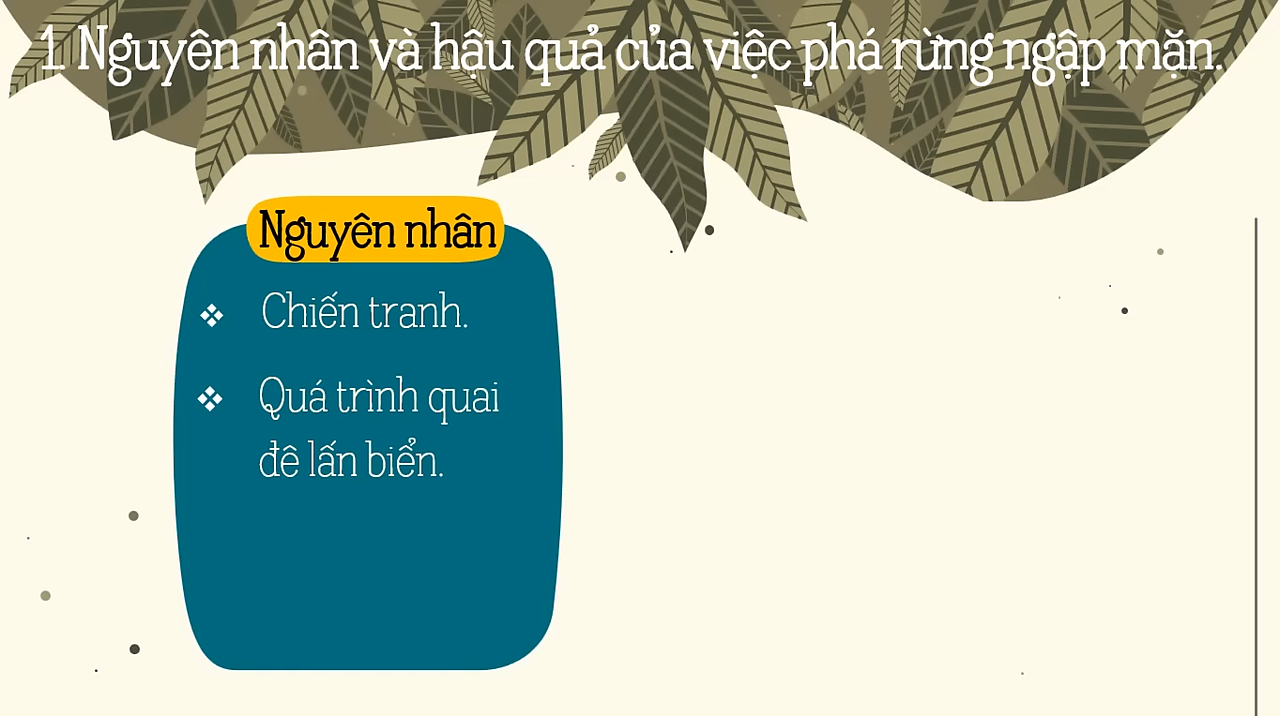 1. Nguyên nhân và hậu quả của việc phá rừng ngập mặn.
Nguyên nhân
❖ Chiến tranh.
❖ Quá trình quai
đê lấn biển.